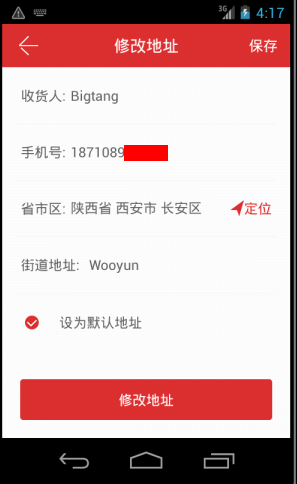 3G 4:17
修改地址 保存
收货人: Bigtang
手机号: 1871089
省市区: 陕西省 西安市 长安区 定位
街道地址: Wooyun
设为默认地址
修改地址